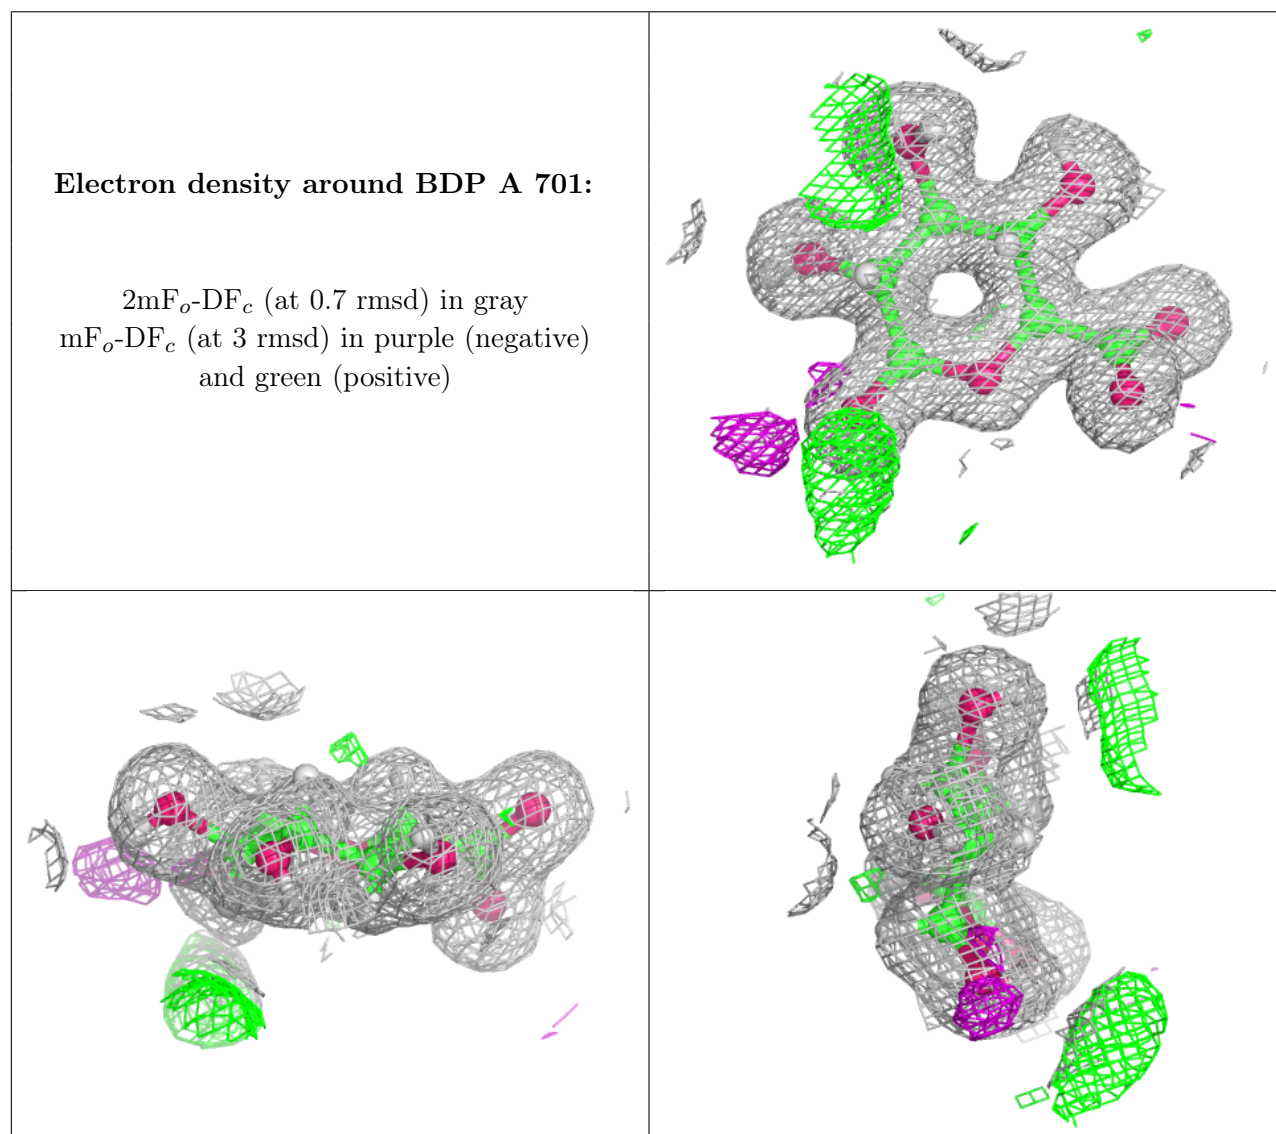 Electron density around BDP A 701:
2mFₒ-DF𝒸 (at 0.7 rmsd) in gray
mFₒ-DF𝒸 (at 3 rmsd) in purple (negative)
and green (positive)